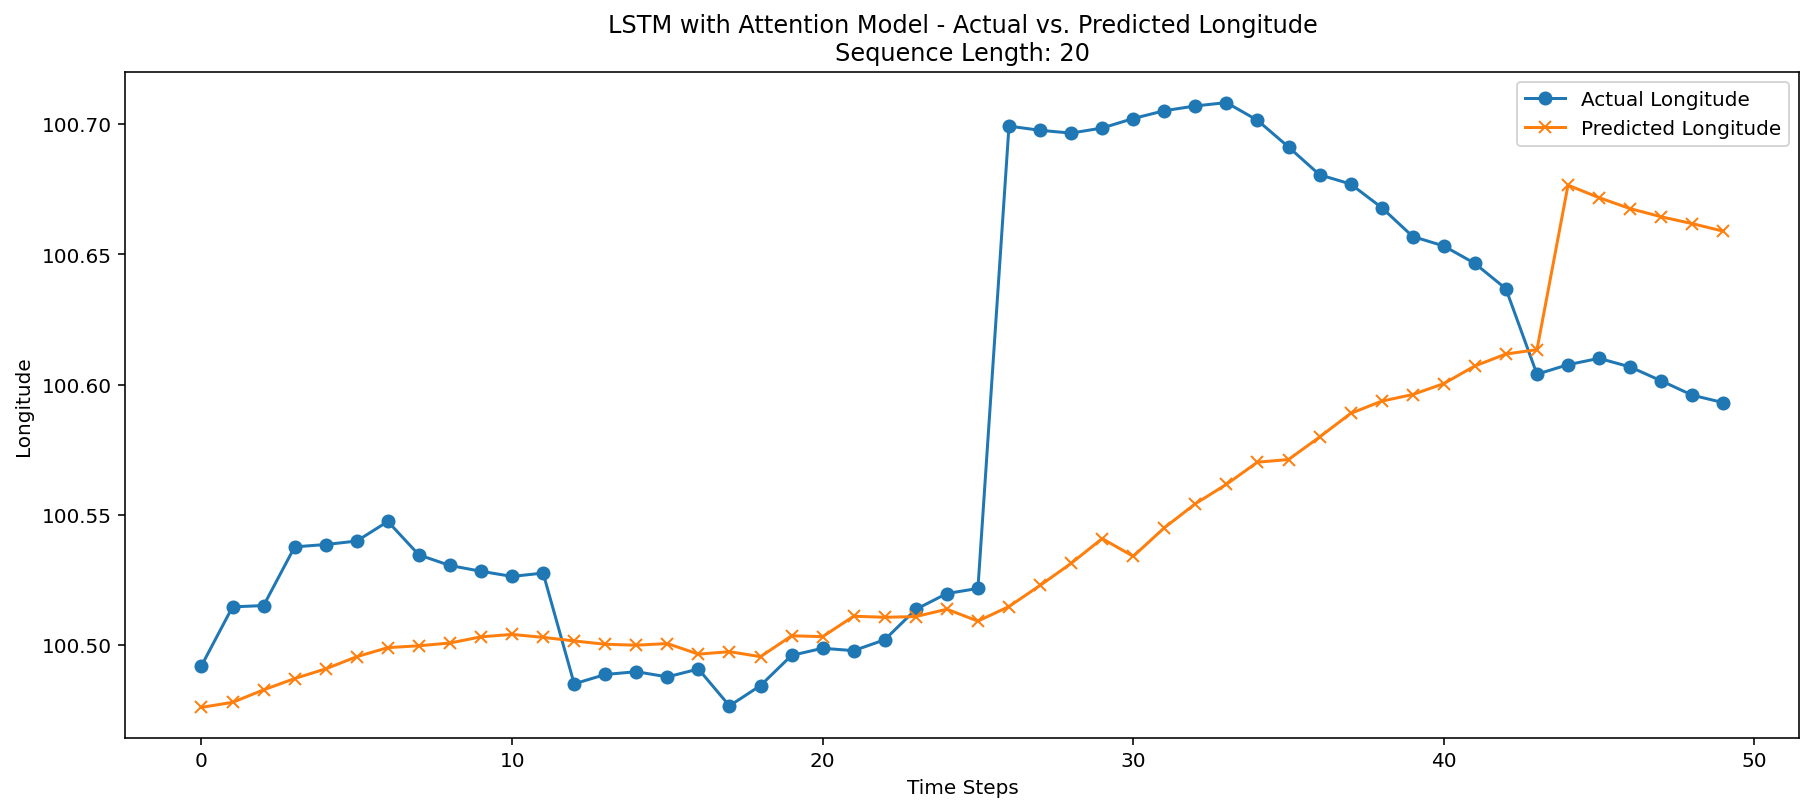 LSTM with Attention Model - Actual vs. Predicted Longitude
Sequence Length: 20
Actual Longitude
Predicted Longitude
Longitude
100.70
100.65
100.60
100.55
100.50
0 10 20 30 40 50
Time Steps